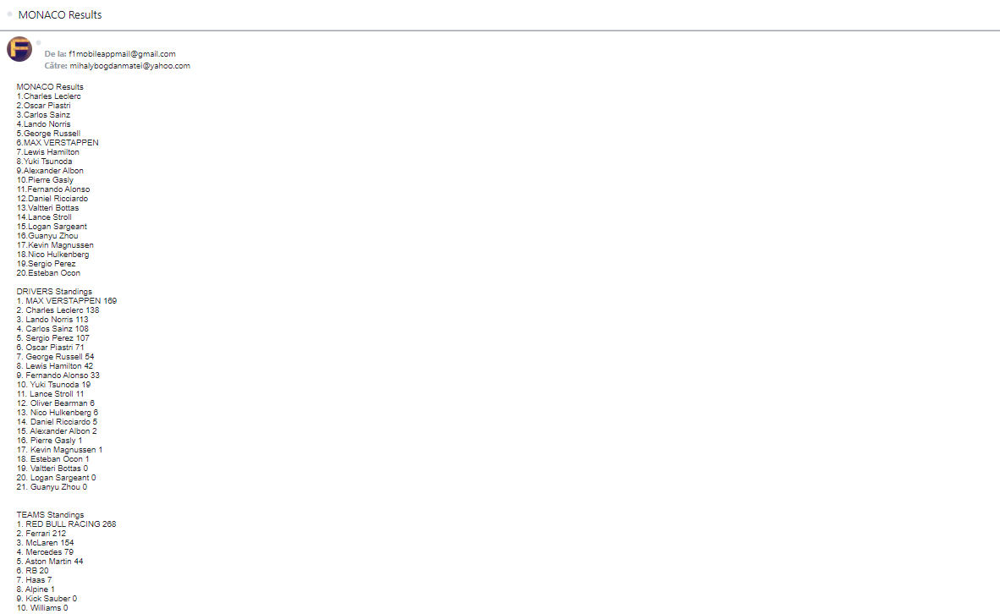 MONACO Results
F
De la: f1mobileappmail@gmail.com
Către: mihalybogdanmatei@yahoo.com
MONACO Results
1.Charles Leclerc
2.Oscar Piastri
3.Carlos Sainz
4.Lando Norris
5.George Russell
6.MAX VERSTAPPEN
7.Lewis Hamilton
8.Yuki Tsunoda
9.Alexander Albon
10.Pierre Gasly
11.Fernando Alonso
12.Daniel Ricciardo
13.Valtteri Bottas
14.Lance Stroll
15.Logan Sargeant
16.Guanyu Zhou
17.Kevin Magnussen
18.Nico Hulkenberg
19.Sergio Perez
20.Esteban Ocon
DRIVERS Standings
1. MAX VERSTAPPEN 169
2. Charles Leclerc 138
3. Lando Norris 113
4. Carlos Sainz 108
5. Sergio Perez 107
6. Oscar Piastri 71
7. George Russell 54
8. Lewis Hamilton 42
9. Fernando Alonso 33
10. Yuki Tsunoda 19
11. Lance Stroll 11
12. Oliver Bearman 6
13. Nico Hulkenberg 6
14. Daniel Ricciardo 5
15. Alexander Albon 2
16. Pierre Gasly 1
17. Kevin Magnussen 1
18. Esteban Ocon 1
19. Valtteri Bottas 0
20. Logan Sargeant 0
21. Guanyu Zhou 0
TEAMS Standings
1. RED BULL RACING 268
2. Ferrari 212
3. McLaren 154
4. Mercedes 79
5. Aston Martin 44
6. RB 20
7. Haas 7
8. Alpine 1
9. Kick Sauber 0
10. Williams 0